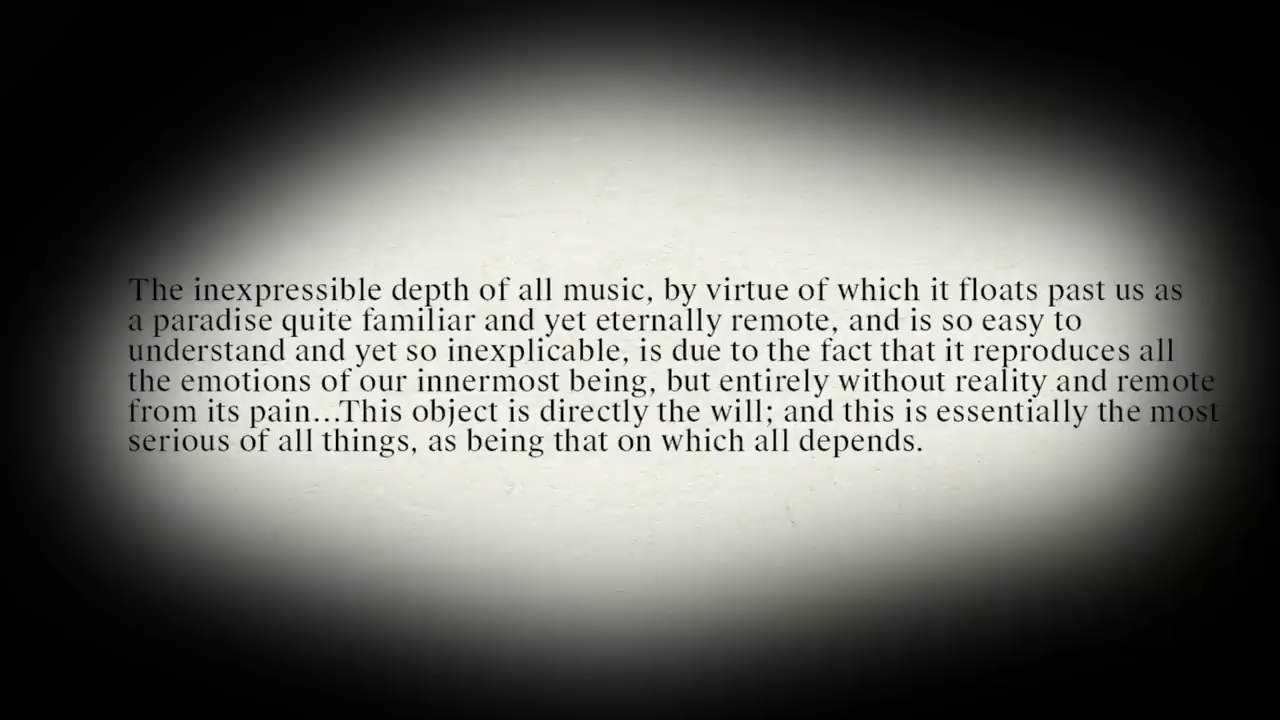 The inexpressible depth of all music, by virtue of which it floats past us as
a paradise quite familiar and yet eternally remote, and is so easy to
understand and yet so inexplicable, is due to the fact that it reproduces all
the emotions of our innermost being, but entirely without reality and remote
from its pain...This object is directly the will; and this is essentially the most
serious of all things, as being that on which all depends.